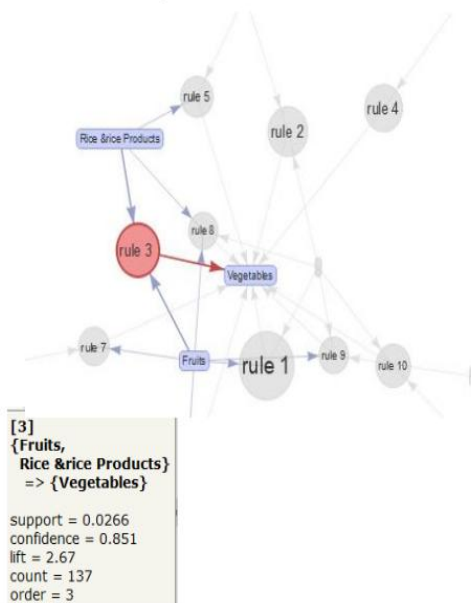 rule 5
rule 4
rule 2
Rice &rice Products
rule 8
rule 3
Vegetables
rule 7
Fruits
rule 1
rule 9
rule 10
[3]
{Fruits,
Rice &rice Products}
=> {Vegetables}
support = 0.0266
confidence = 0.851
lift = 2.67
count = 137
order = 3